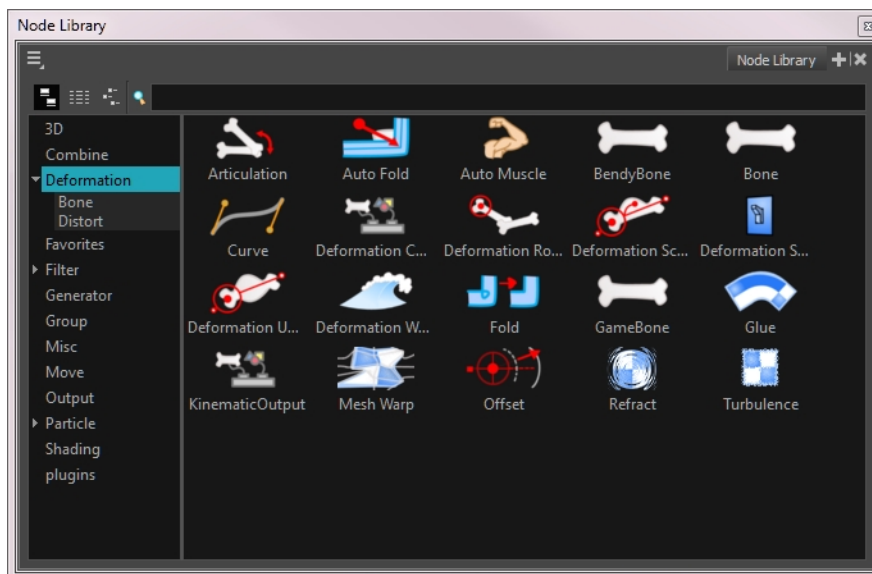 Node Library
Node Library
3D
Combine
Deformation
Bone
Distort
Favorites
Filter
Generator
Group
Misc
Move
Output
Particle
Shading
plugins
Articulation Auto Fold Auto Muscle BendyBone Bone
Curve Deformation C... Deformation Ro... Deformation Sc... Deformation S...
Deformation U... Deformation W... Fold GameBone Glue
KinematicOutput Mesh Warp Offset Refract Turbulence